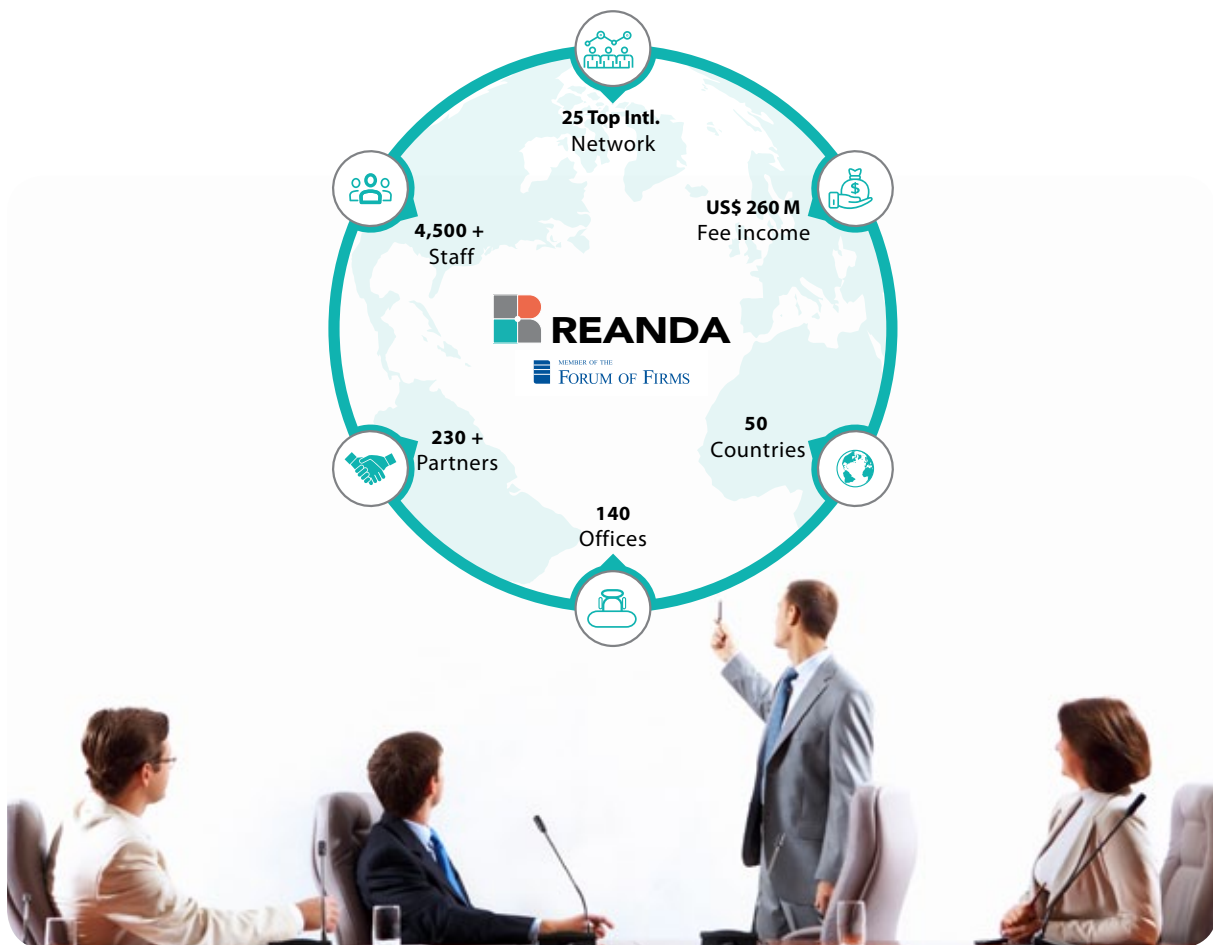 25 Top Intl.
Network
US$ 260 M
Fee income
4,500 +
Staff
REANDA
MEMBER OF THE
FORUM OF FIRMS
50
Countries
230 +
Partners
140
Offices